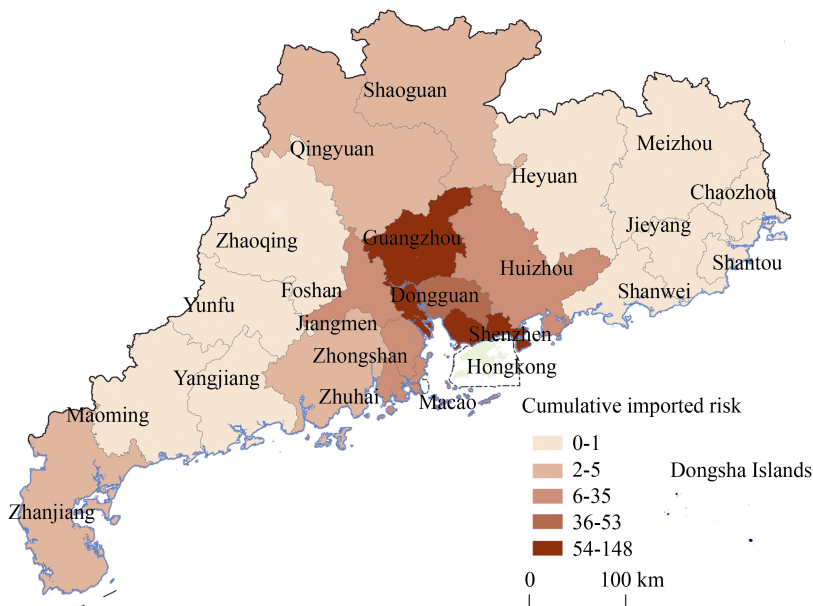 Shaoguan
Meizhou
Qingyuan
Heyuan
Chaozhou
Jieyang
Zhaoqing
Guangzhou
Shantou
Huizhou
Foshan
Dongguan
Shanwei
Yunfu
Jiangmen
Shenzhen
Zhongshan
Hongkong
Yangjiang
Zhuhai
Macao
Maoming
Zhanjiang
Cumulative imported risk
0-1
2-5
6-35
36-53
54-148
Dongsha Islands
0 100 km